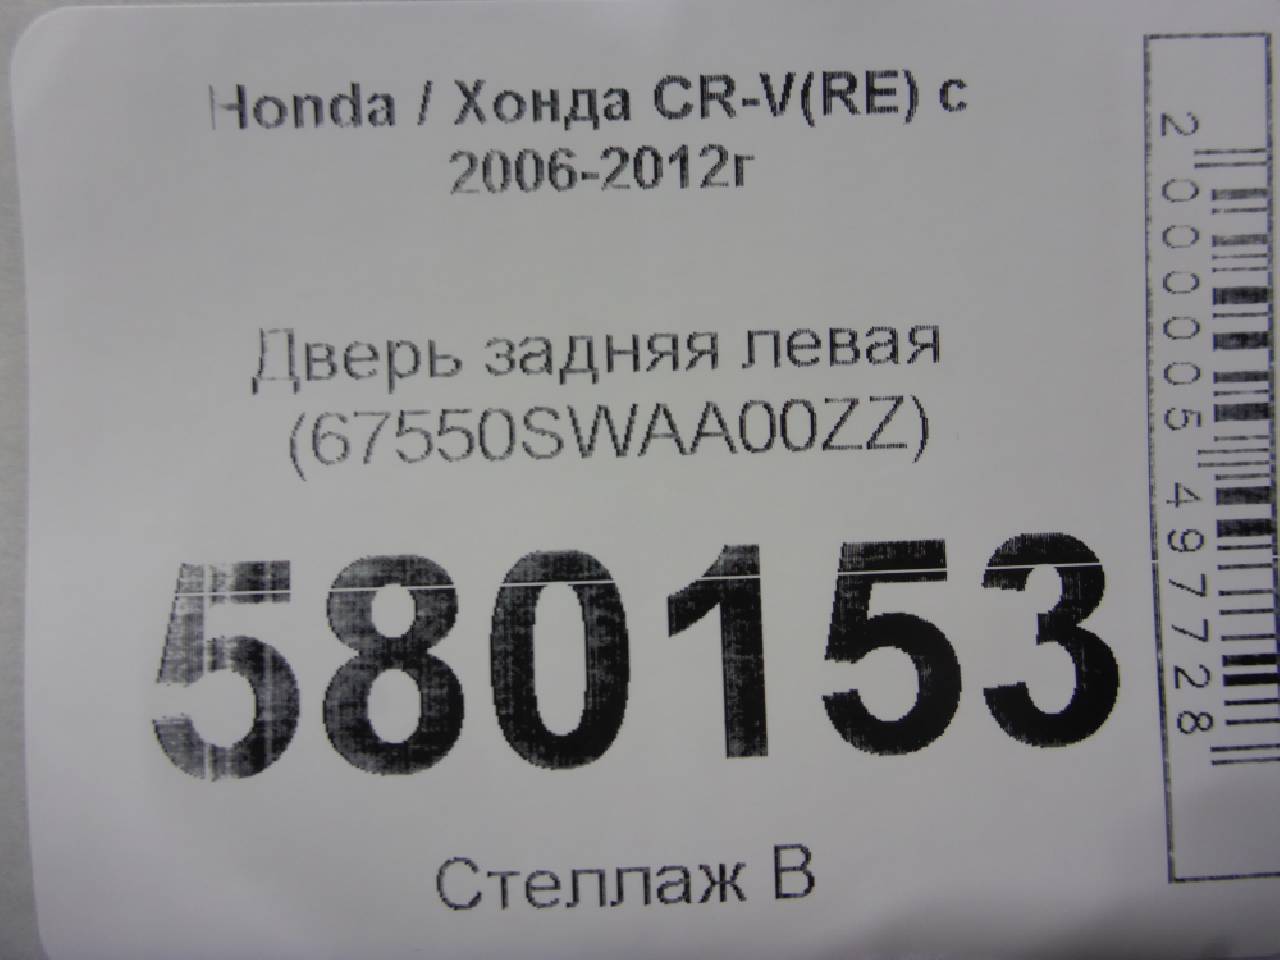 Honda / Хонда CR-V(RE) с
2006-2012г
Дверь задняя левая
(67550SWAA00ZZ)
580153
Стеллаж В
2000005497728